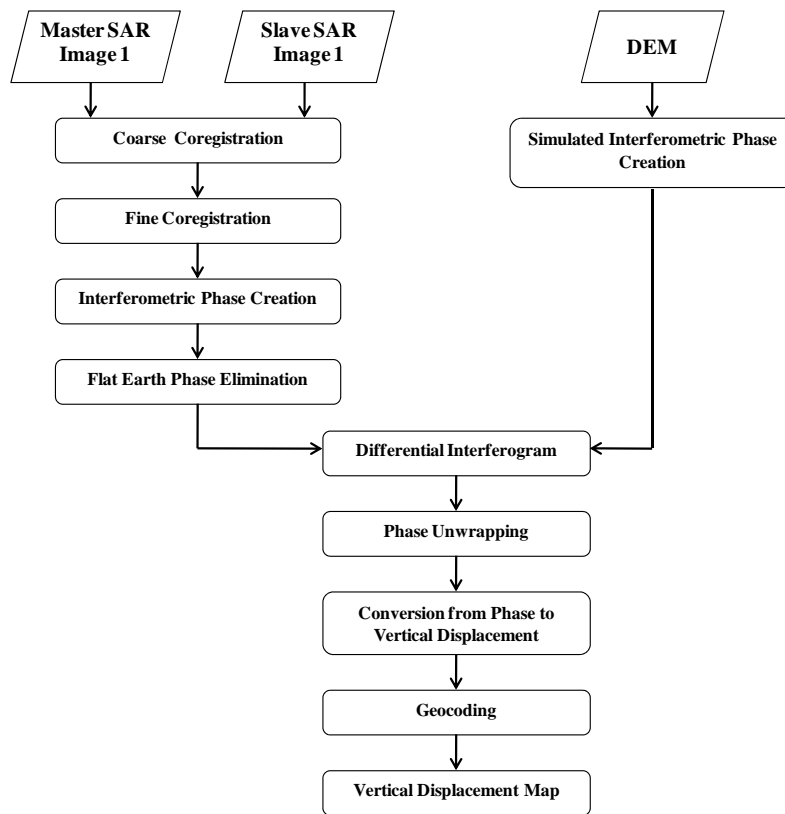 Master SAR
Image 1
Slave SAR
Image 1
DEM
Coarse Coregistration
Simulated Interferometric Phase
Creation
Fine Coregistration
Interferometric Phase Creation
Flat Earth Phase Elimination
Differential Interferogram
Phase Unwrapping
Conversion from Phase to
Vertical Displacement
Geocoding
Vertical Displacement Map